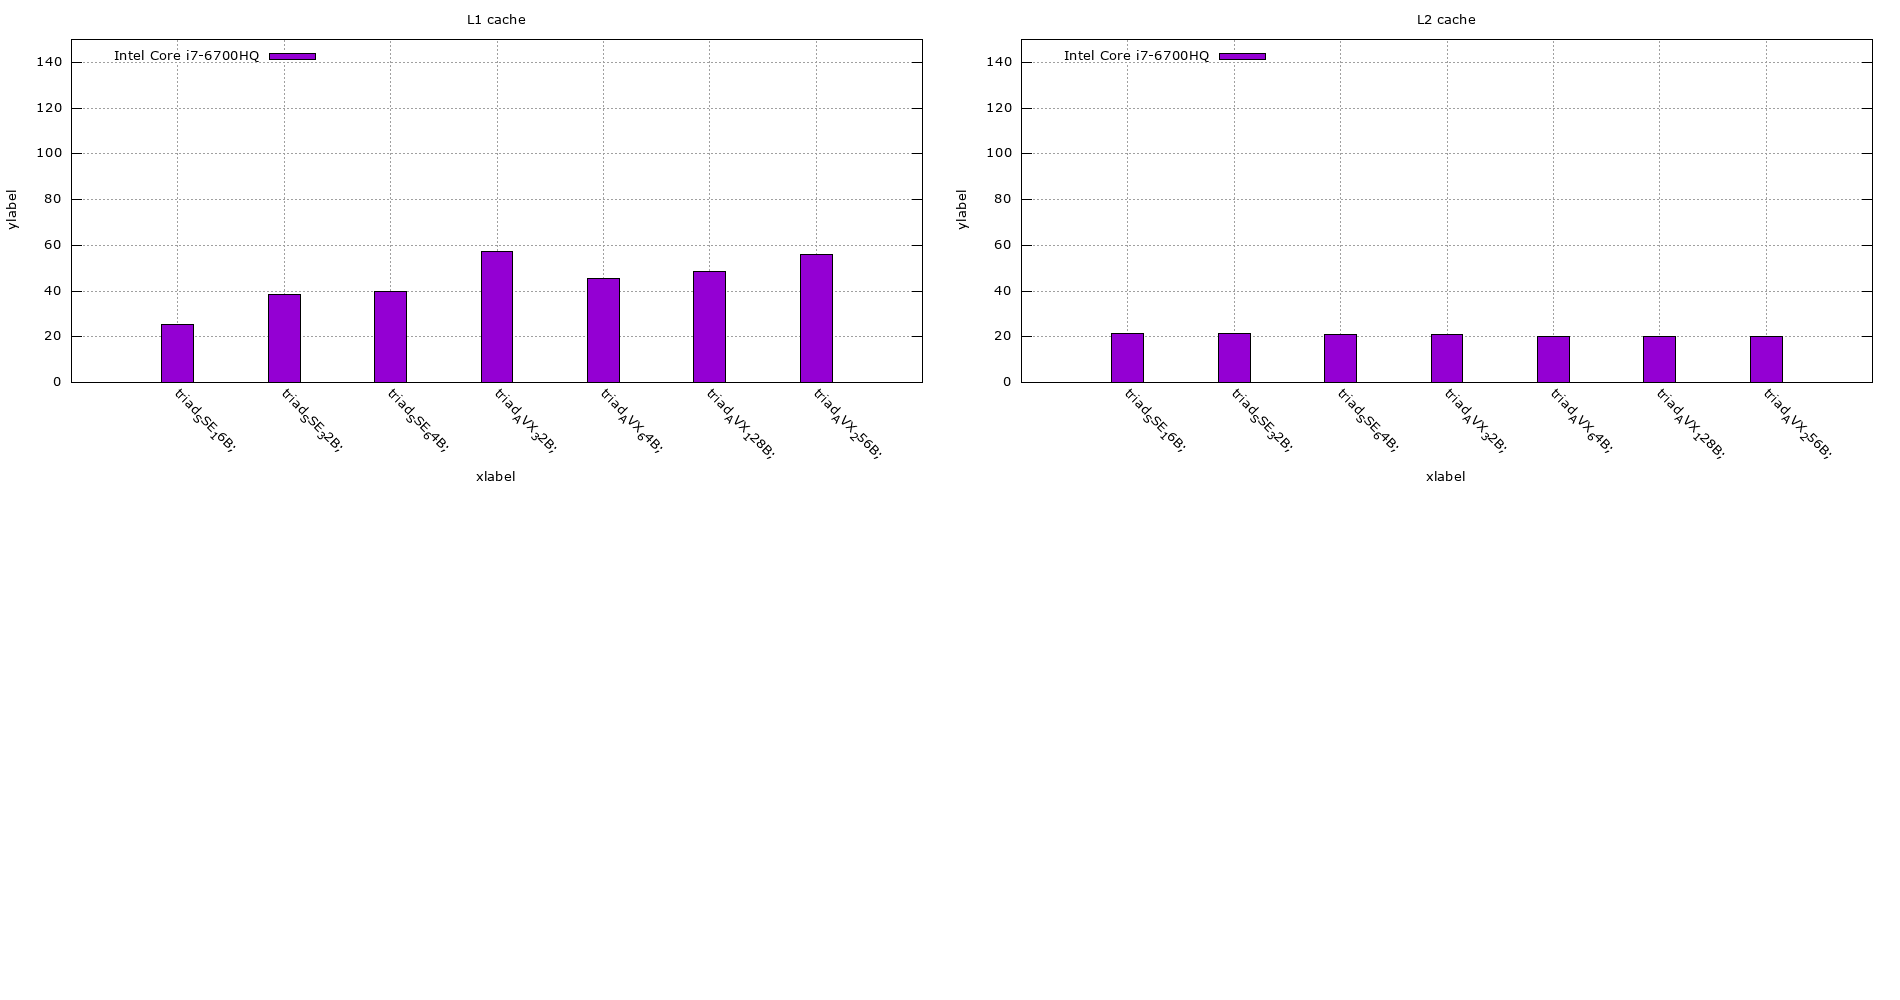 L1 cache
Intel Core i7-6700HQ
140
120
100
80
60
40
20
0
ylabel
triad_SSE_16B;
triad_SSE_32B;
triad_SSE_64B;
triad_AVX_32B;
triad_AVX_64B;
triad_AVX_128B;
triad_AVX_256B;
xlabel
L2 cache
Intel Core i7-6700HQ
140
120
100
80
60
40
20
0
ylabel
triad_SSE_16B;
triad_SSE_32B;
triad_SSE_64B;
triad_AVX_32B;
triad_AVX_64B;
triad_AVX_128B;
triad_AVX_256B;
xlabel